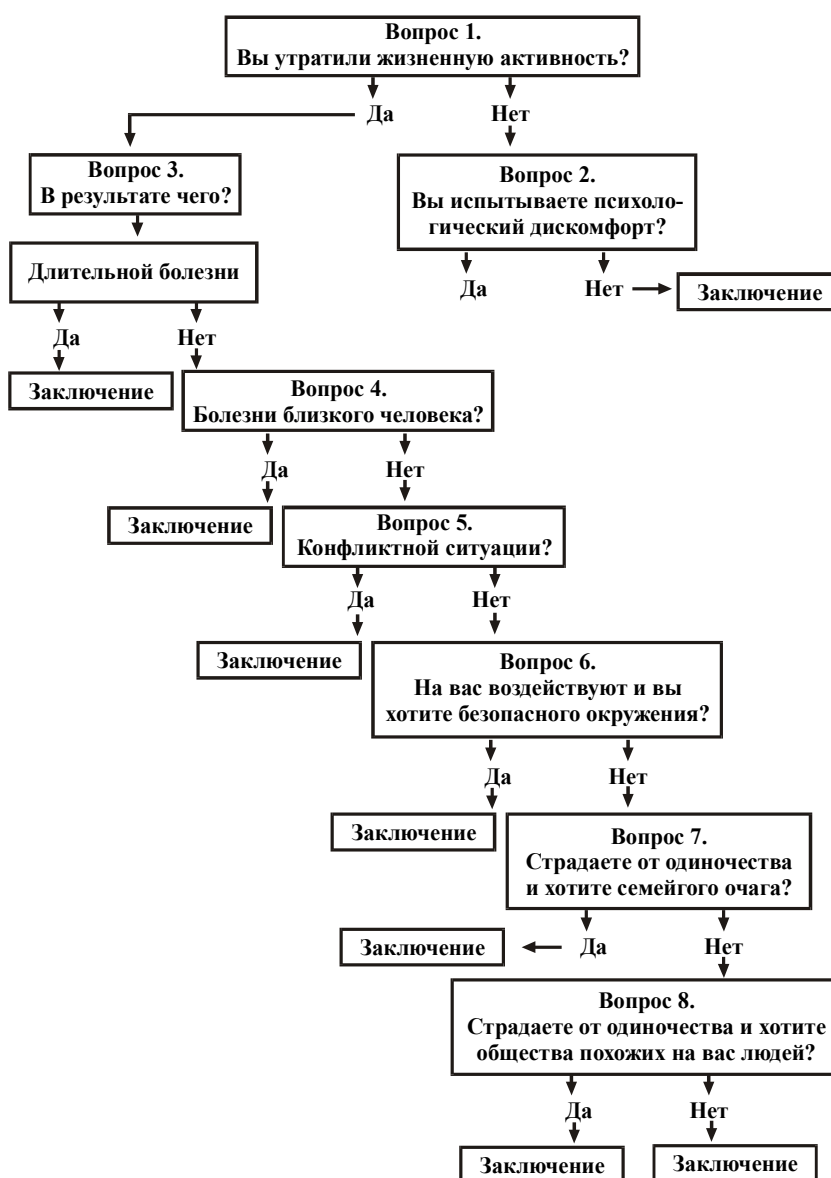 Вопрос 1.
Вы утратили жизненную активность?
Да
Нет
Вопрос 3.
В результате чего?
Вопрос 2.
Вы испытываете психоло-
гический дискомфорт?
Длительной болезни
Да
Нет
Заключение
Да
Нет
Заключение
Вопрос 4.
Болезни близкого человека?
Да
Нет
Заключение
Вопрос 5.
Конфликтной ситуации?
Да
Нет
Заключение
Вопрос 6.
На вас воздействуют и вы
хотите безопасного окружения?
Да
Нет
Заключение
Вопрос 7.
Страдаете от одиночества
и хотите семейгого очага?
Заключение
Да
Нет
Вопрос 8.
Страдаете от одиночества и хотите
общества похожих на вас людей?
Да
Нет
Заключение
Заключение